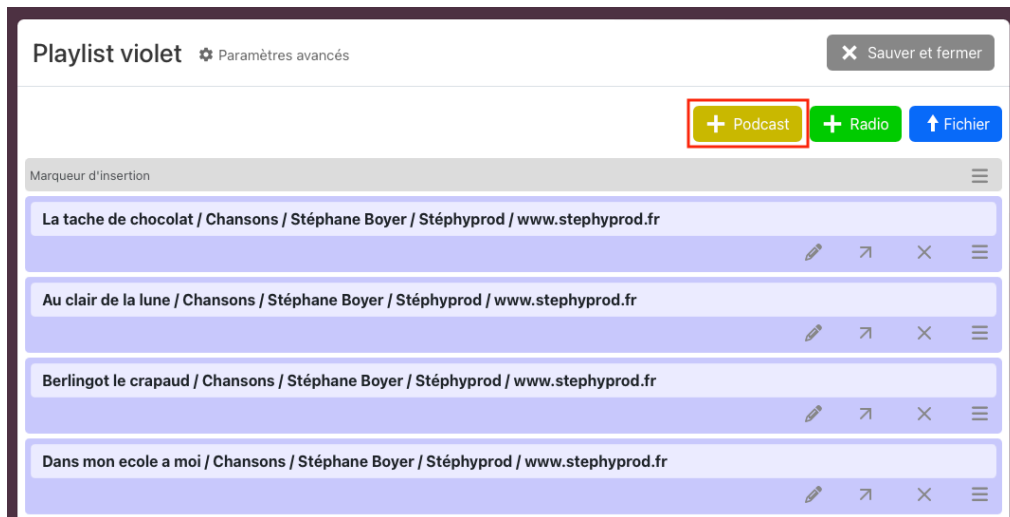 Playlist violet Paramètres avancés Sauver et fermer
Podcast Radio Fichier
Marqueur d'insertion
La tache de chocolat / Chansons / Stéphane Boyer / Stéphyprod / www.stephyprod.fr
Au clair de la lune / Chansons / Stéphane Boyer / Stéphyprod / www.stephyprod.fr
Berlingot le crapaud / Chansons / Stéphane Boyer / Stéphyprod / www.stephyprod.fr
Dans mon ecole a moi / Chansons / Stéphane Boyer / Stéphyprod / www.stephyprod.fr